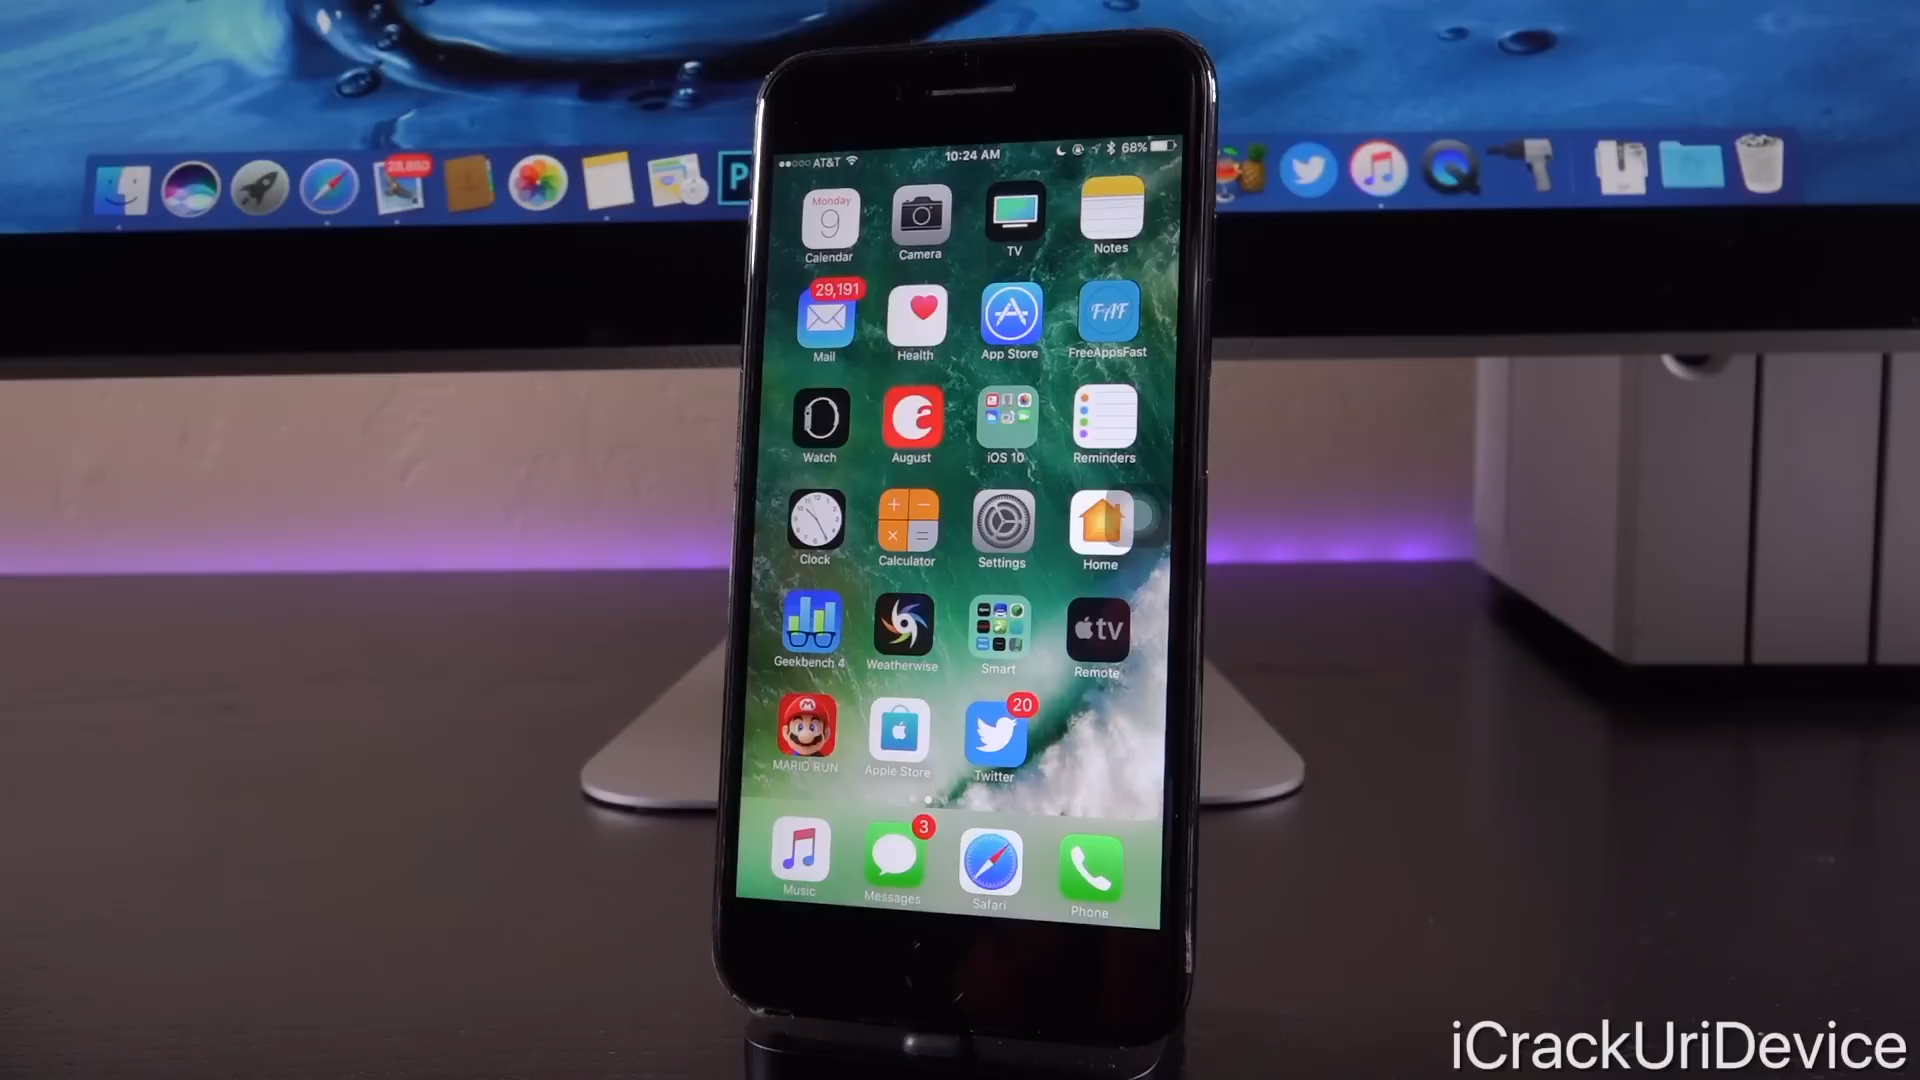 28,880
P
AT&T 10:24 AM 68%
Monday
9
Calendar Camera TV Notes
29,191
FAF
Mail Health App Store FreeAppsFast
a
Watch August iOS 10 Reminders
Clock Calculator Settings Home
tv
Geekbench 4 Weatherwise Smart Remote
M
20
MARIO RUN Apple Store Twitter
3
Music Messages Safari Phone
iCrackUriDevice